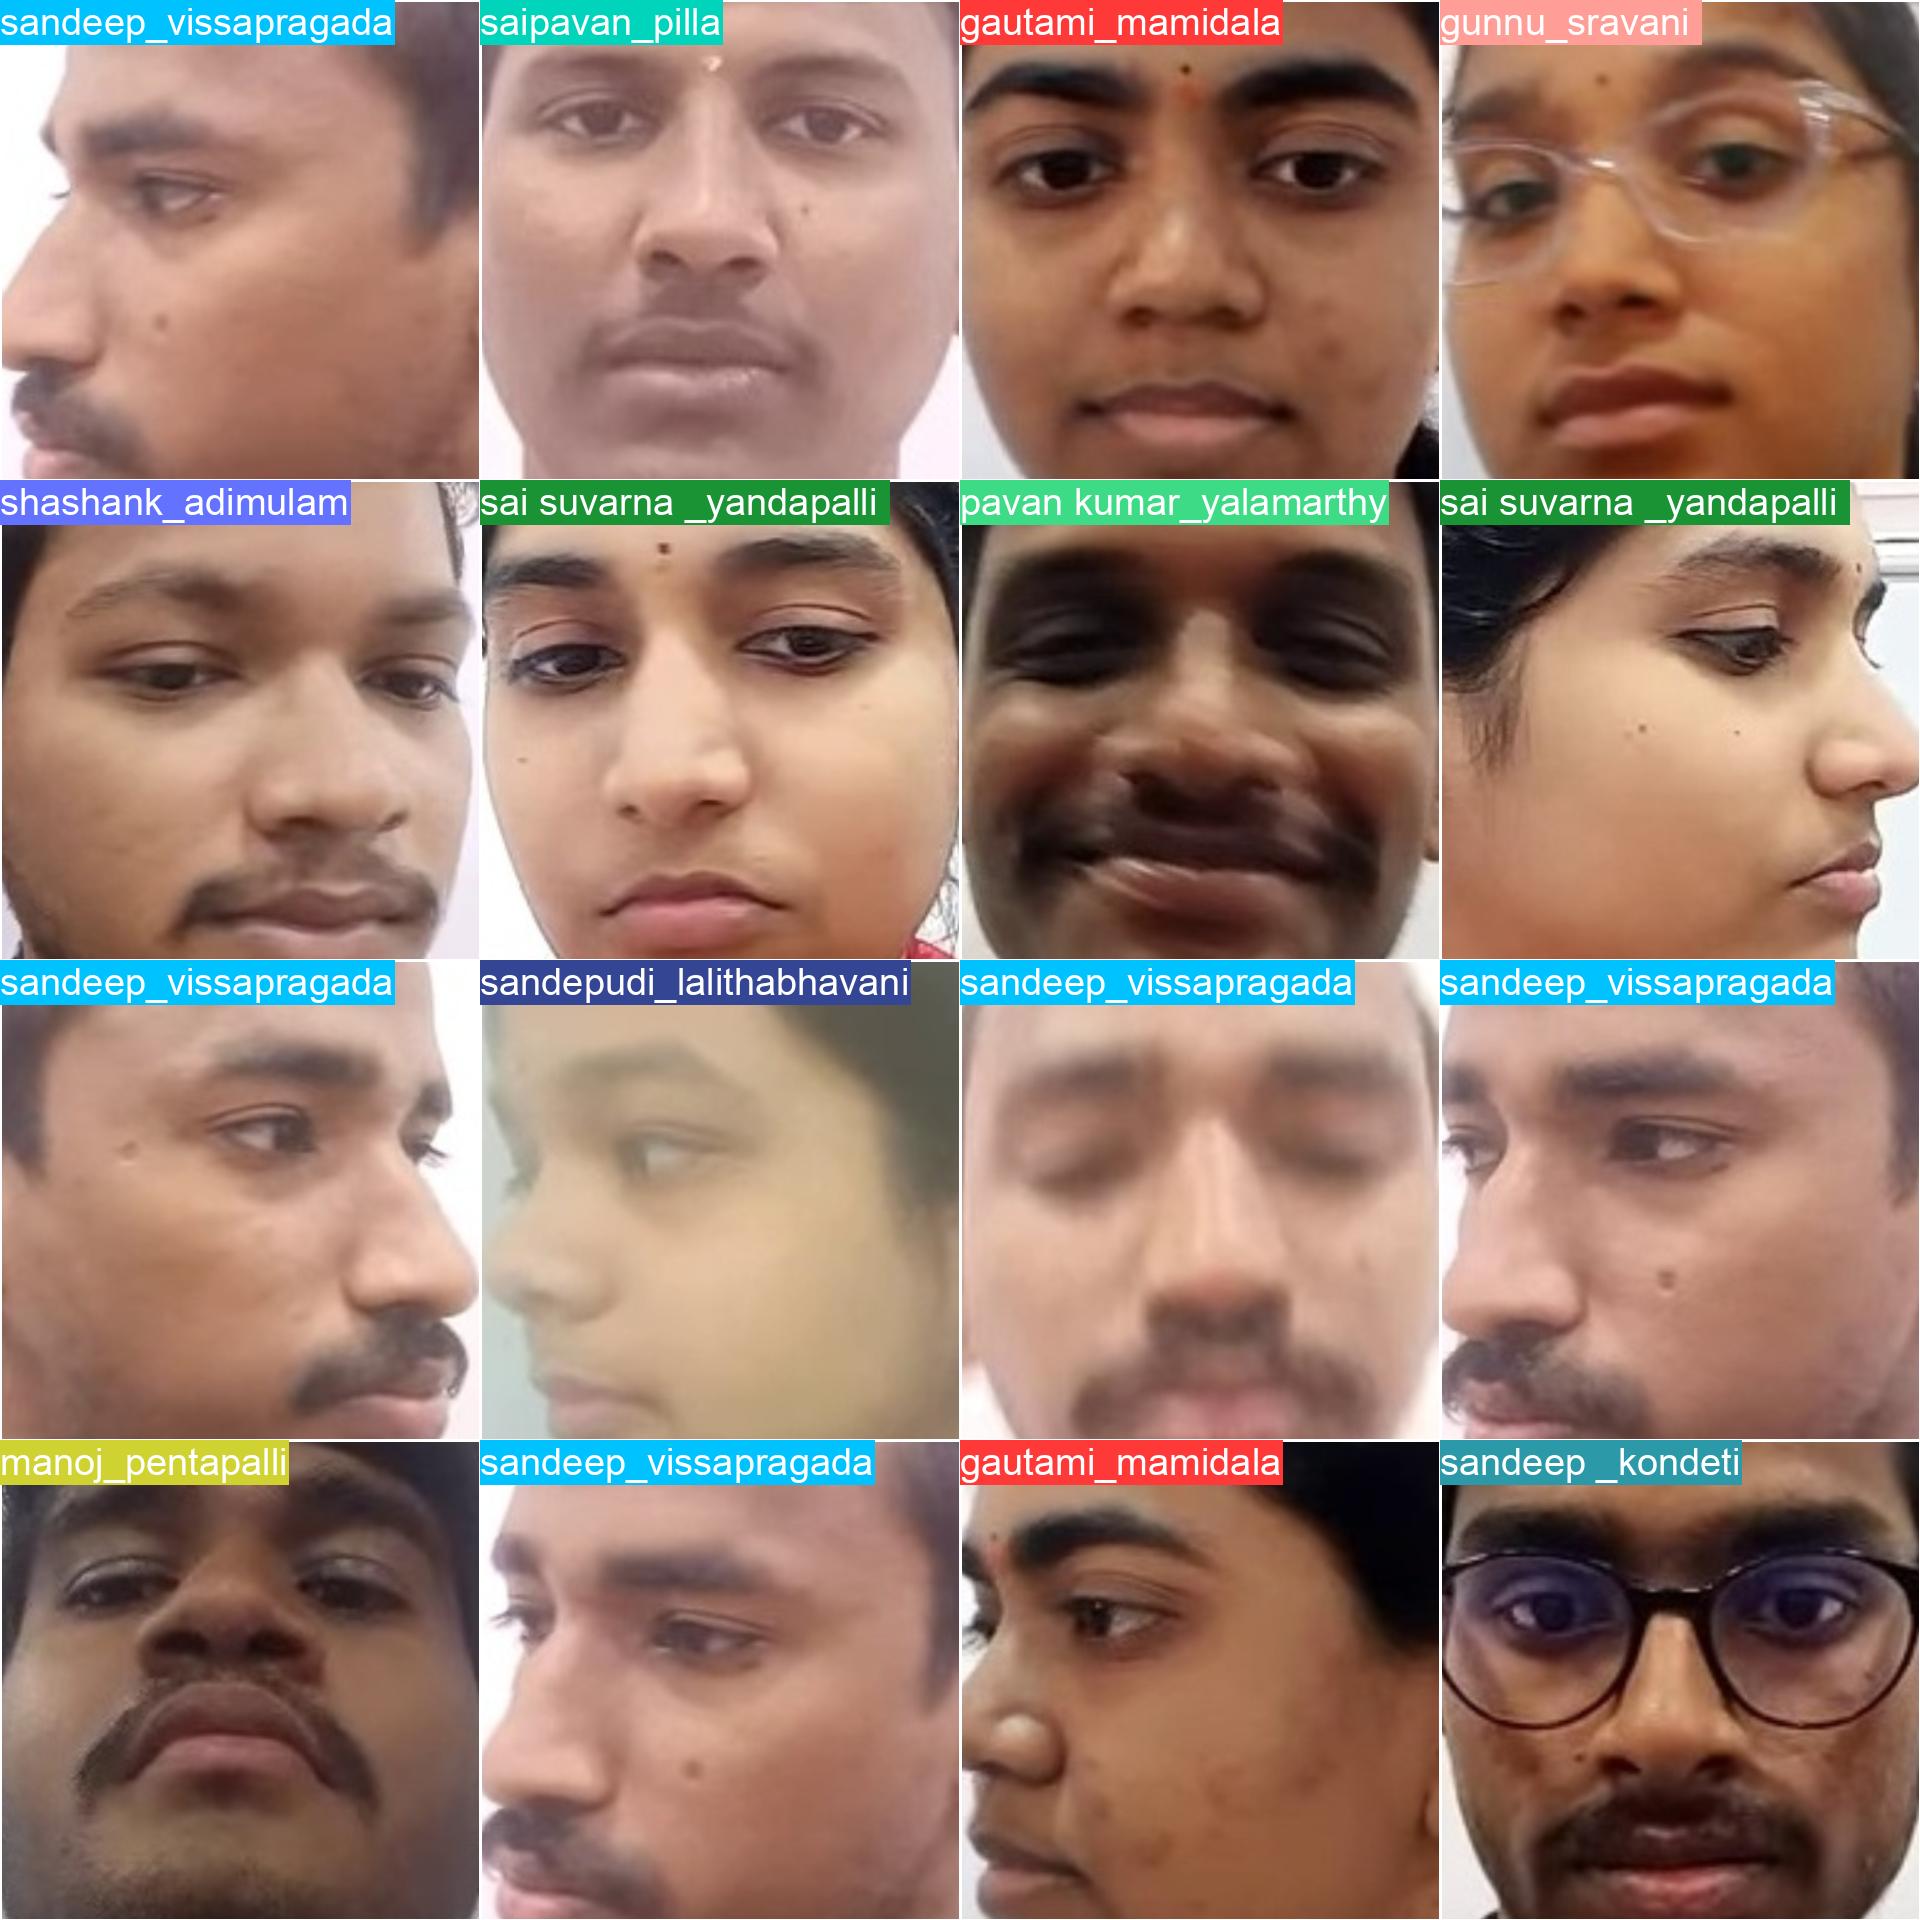 sandeep_vissapragada
saipavan_pilla
gautami_mamidala
gunnu_sravani
shashank_adimulam
sai suvarna _yandapalli
pavan kumar_yalamarthy
sai suvarna _yandapalli
sandeep_vissapragada
sandepudi_lalithabhavani
sandeep_vissapragada
sandeep_vissapragada
manoj_pentapalli
sandeep_vissapragada
gautami_mamidala
sandeep _kondeti